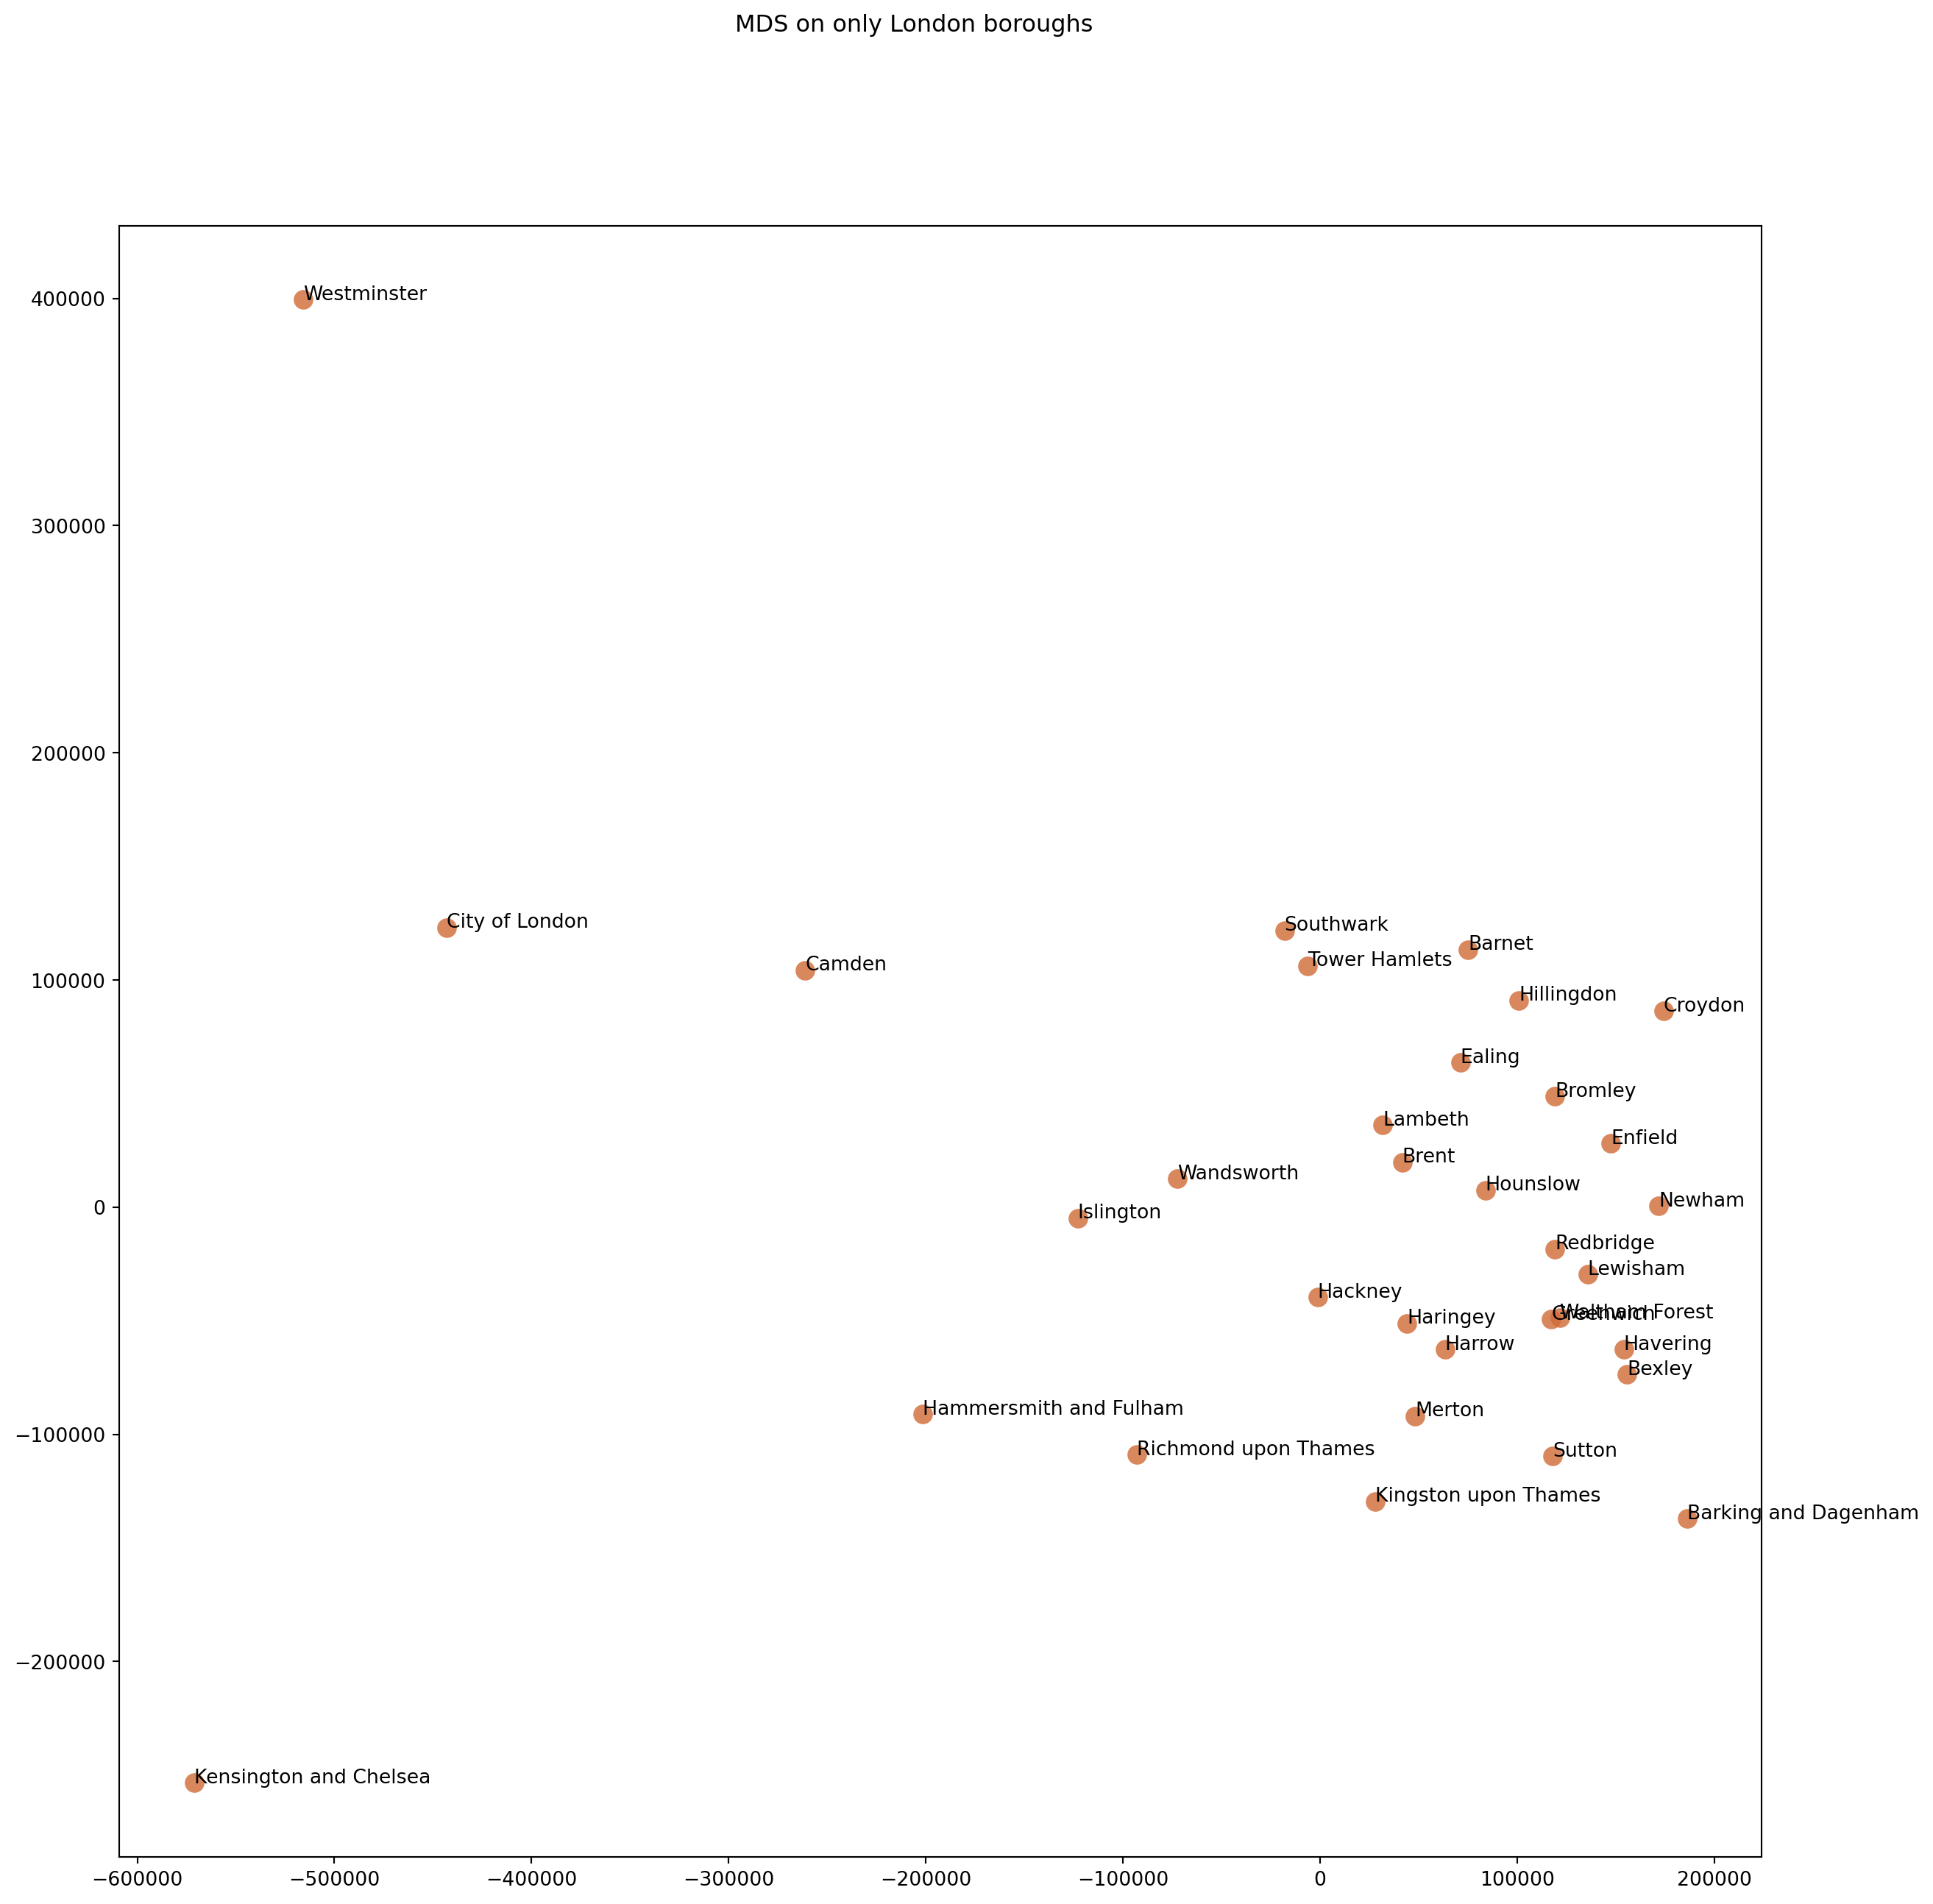 MDS on only London boroughs
400000
300000
200000
100000
0
−100000
−200000
Westminster
City of London
Southwark
Barnet
Camden
Tower Hamlets
Hillingdon
Croydon
Ealing
Bromley
Lambeth
Enfield
Brent
Wandsworth
Hounslow
Newham
Islington
Redbridge
Lewisham
Hackney
Waltham Forest
Greenwich
Haringey
Harrow
Havering
Bexley
Hammersmith and Fulham
Merton
Richmond upon Thames
Sutton
Kingston upon Thames
Barking and Dagenham
Kensington and Chelsea
−600000
−500000
−400000
−300000
−200000
−100000
0
100000
200000